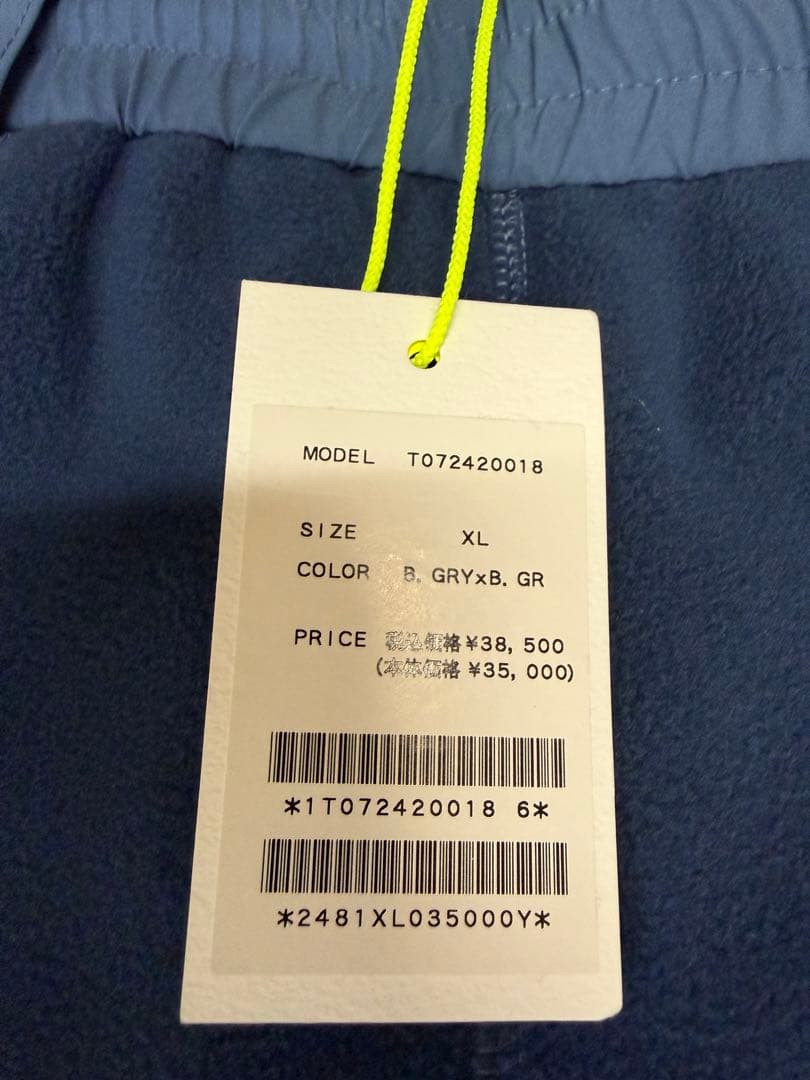 MODEL T072420018
SIZE XL
COLOR B. GRYxB. GR
PRICE 税込価格¥38, 500
(本体価格 ¥35, 000)
*1T072420018 6*
*2481XL035000Y*